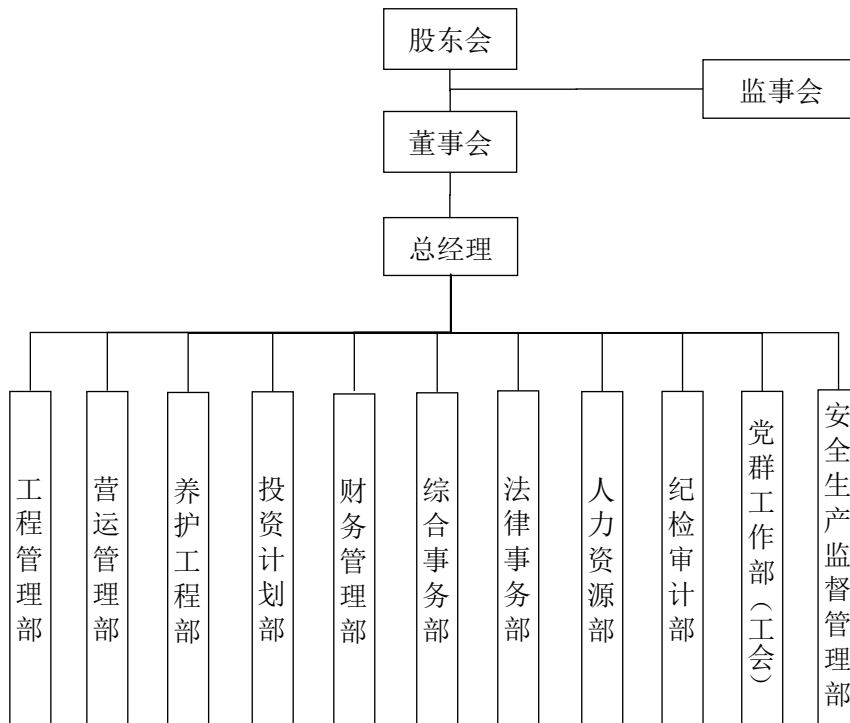 股东会
监事会
董事会
总经理
工程管理部
营运管理部
养护工程部
投资计划部
财务管理部
综合事务部
法律事务部
人力资源部
纪检审计部
党群工作部（工会）
安全生产监督管理部